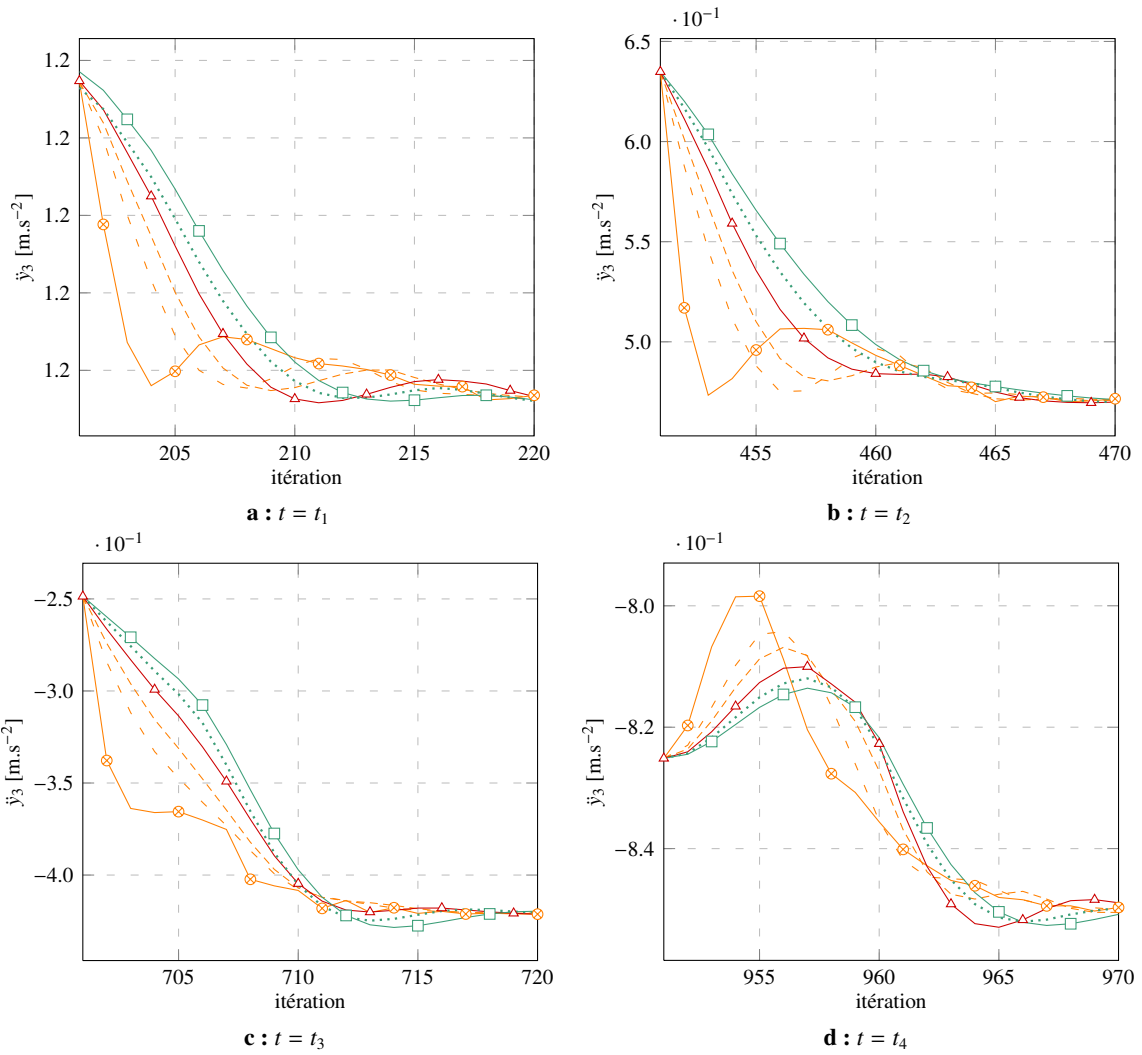 1.2
1.2
1.2
1.2
1.2
ÿ₃ [m.s⁻²]
205
210
215
220
itération
a : t = t₁
· 10⁻¹
6.5
6.0
5.5
5.0
ÿ₃ [m.s⁻²]
455
460
465
470
itération
b : t = t₂
· 10⁻¹
−2.5
−3.0
−3.5
−4.0
ÿ₃ [m.s⁻²]
705
710
715
720
itération
c : t = t₃
· 10⁻¹
−8.0
−8.2
−8.4
ÿ₃ [m.s⁻²]
955
960
965
970
itération
d : t = t₄